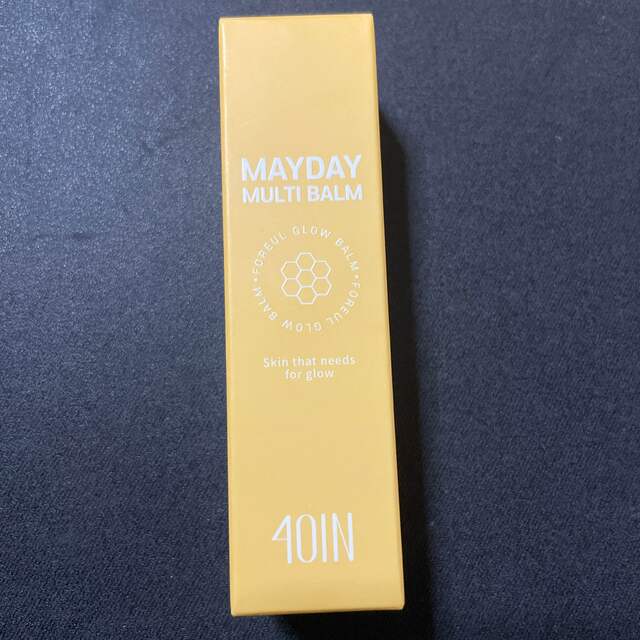 MAYDAY
MULTI BALM
FOREUL GLOW BALM • FOREUL GLOW BALM •
Skin that needs
for glow
40IN